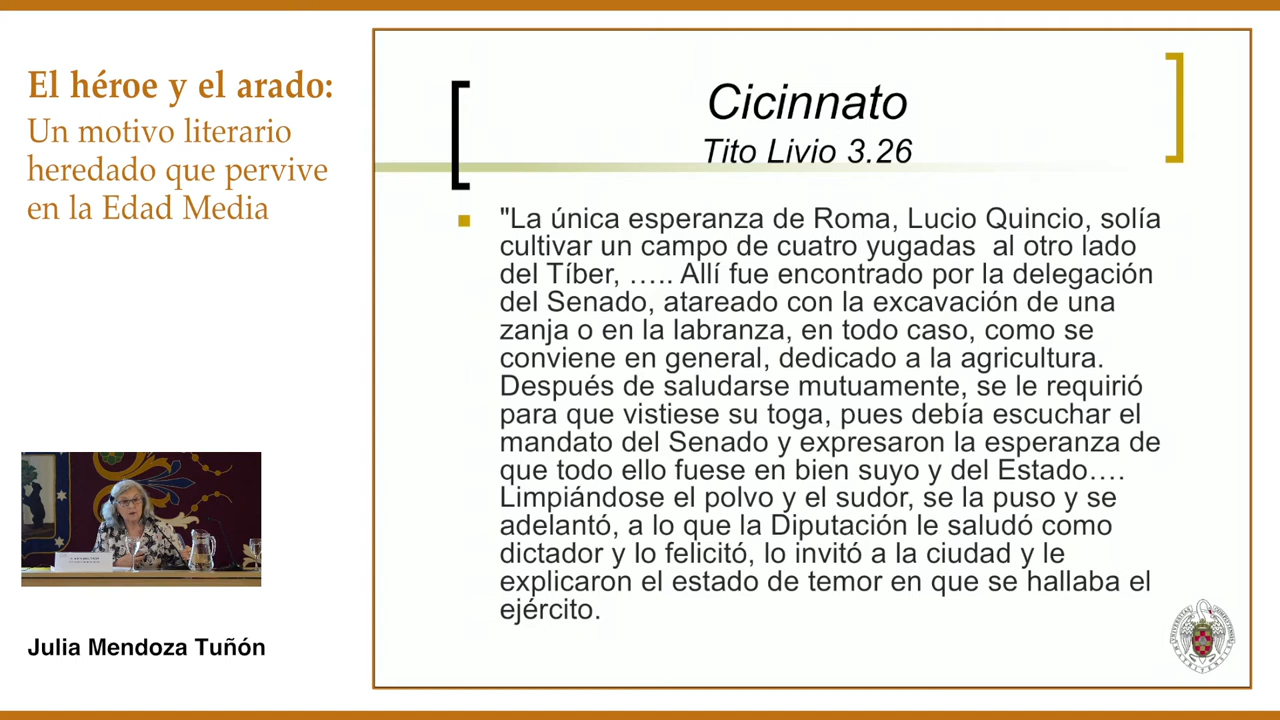 El héroe y el arado:
Un motivo literario
heredado que pervive
en la Edad Media
Cicinnato
Tito Livio 3.26
"La única esperanza de Roma, Lucio Quincio, solía
cultivar un campo de cuatro yugadas al otro lado
del Tíber, ….. Allí fue encontrado por la delegación
del Senado, atareado con la excavación de una
zanja o en la labranza, en todo caso, como se
conviene en general, dedicado a la agricultura.
Después de saludarse mutuamente, se le requirió
para que vistiese su toga, pues debía escuchar el
mandato del Senado y expresaron la esperanza de
que todo ello fuese en bien suyo y del Estado….
Limpiándose el polvo y el sudor, se la puso y se
adelantó, a lo que la Diputación le saludó como
dictador y lo felicitó, lo invitó a la ciudad y le
explicaron el estado de temor en que se hallaba el
ejército.
Julia Mendoza Tuñón